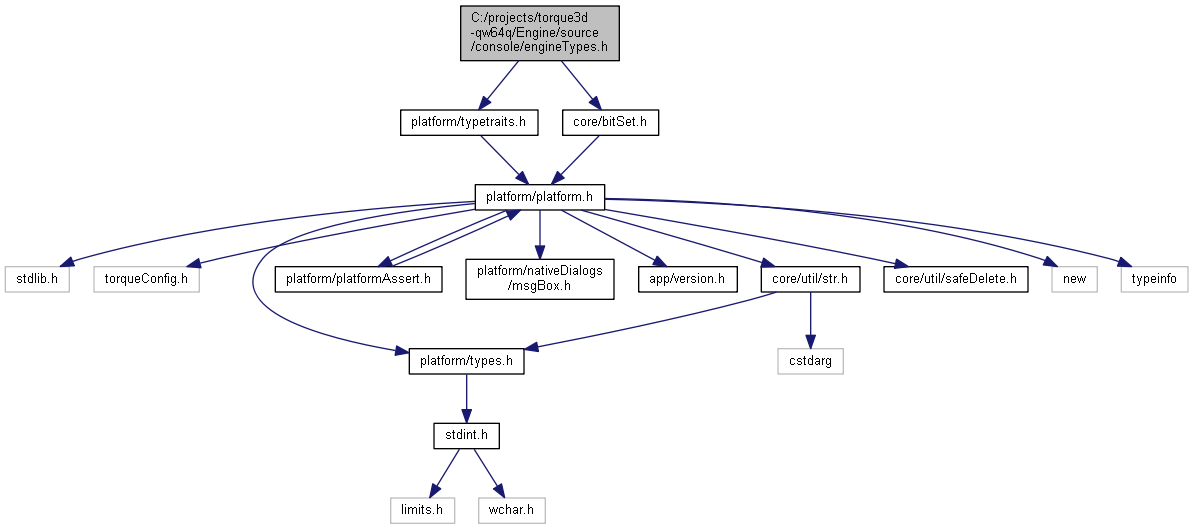 C:/projects/torque3d
-qw64q/Engine/source
/console/engineTypes.h
platform/typetraits.h
core/bitSet.h
platform/platform.h
stdlib.h
torqueConfig.h
platform/platformAssert.h
platform/nativeDialogs
/msgBox.h
app/version.h
core/util/str.h
core/util/safeDelete.h
new
typeinfo
platform/types.h
cstdarg
stdint.h
limits.h
wchar.h